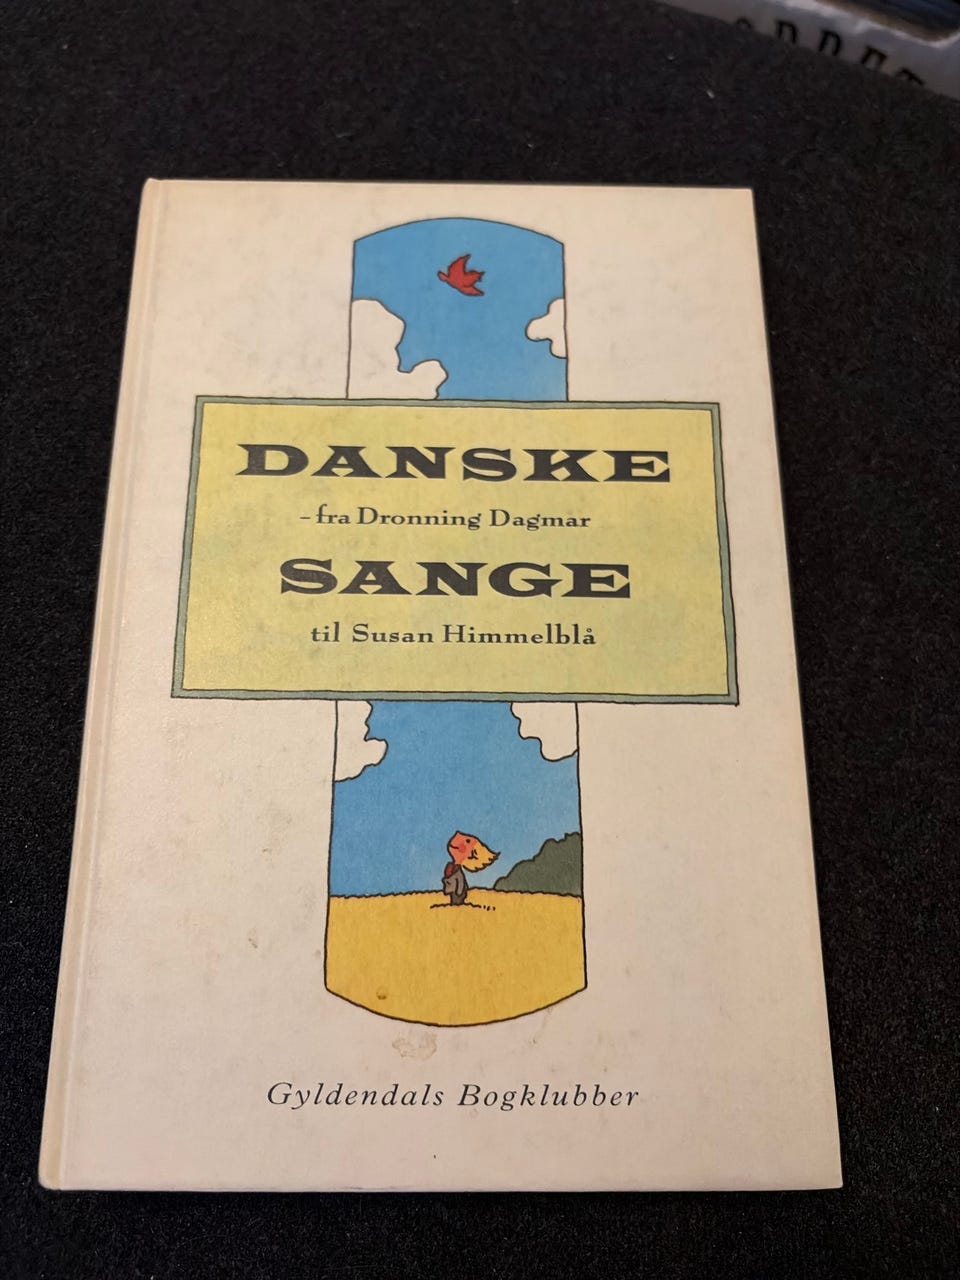 DANSKE
- fra Dronning Dagmar
SANGE
til Susan Himmelblå
Gyldendals Bogklubber